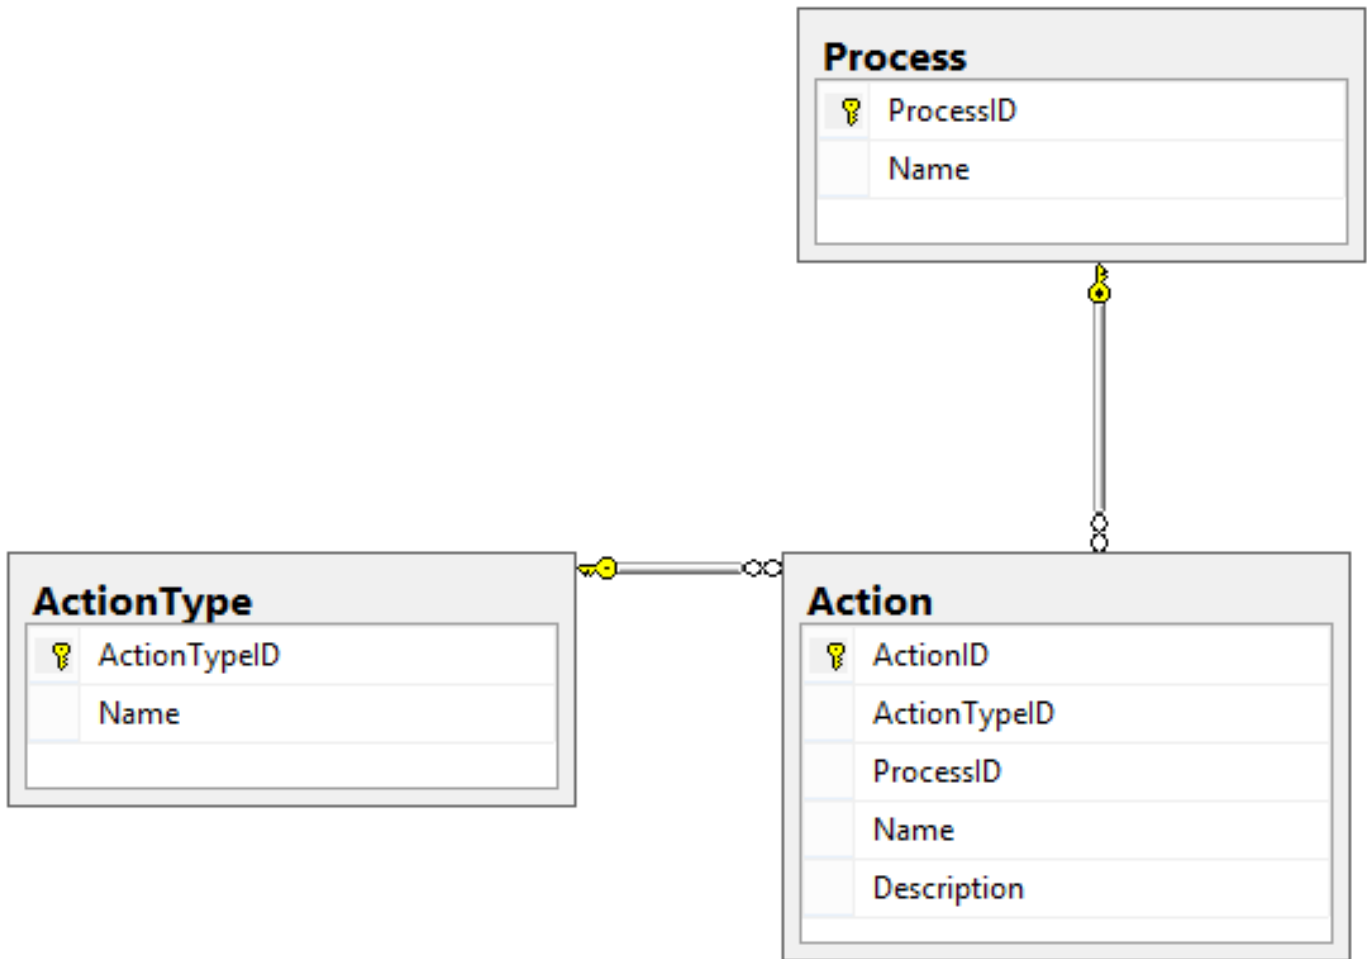 Process
ProcessID
Name
ActionType
ActionTypeID
Name
Action
ActionID
ActionTypeID
ProcessID
Name
Description